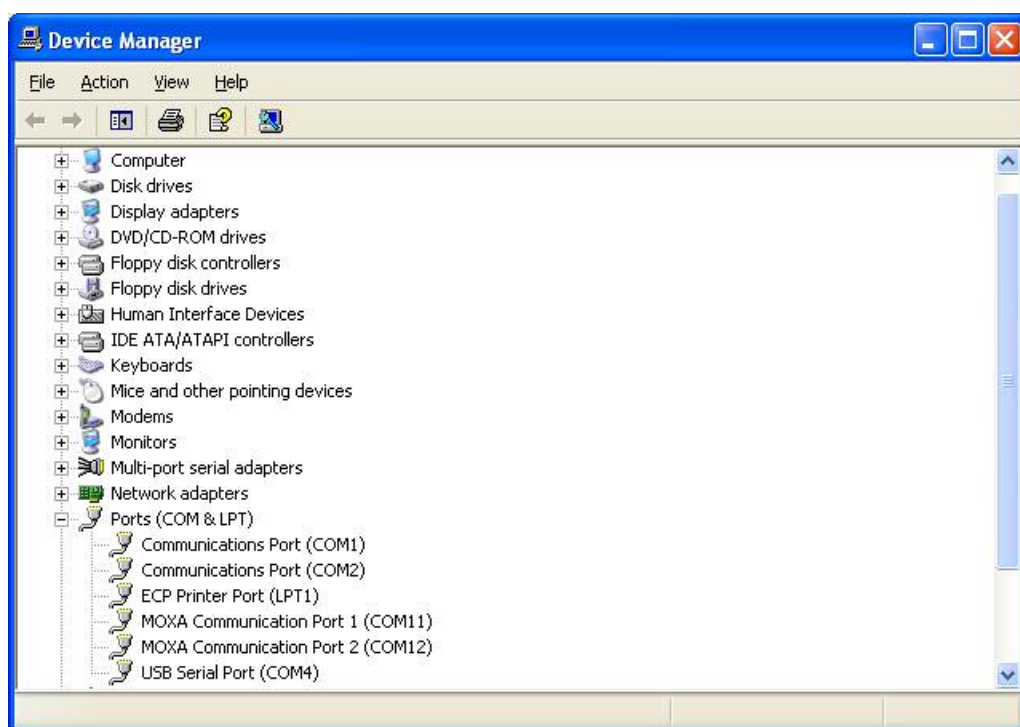 Device Manager
File Action View Help
Computer
Disk drives
Display adapters
DVD/CD-ROM drives
Floppy disk controllers
Floppy disk drives
Human Interface Devices
IDE ATA/ATAPI controllers
Keyboards
Mice and other pointing devices
Modems
Monitors
Multi-port serial adapters
Network adapters
Ports (COM & LPT)
Communications Port (COM1)
Communications Port (COM2)
ECP Printer Port (LPT1)
MOXA Communication Port 1 (COM11)
MOXA Communication Port 2 (COM12)
USB Serial Port (COM4)